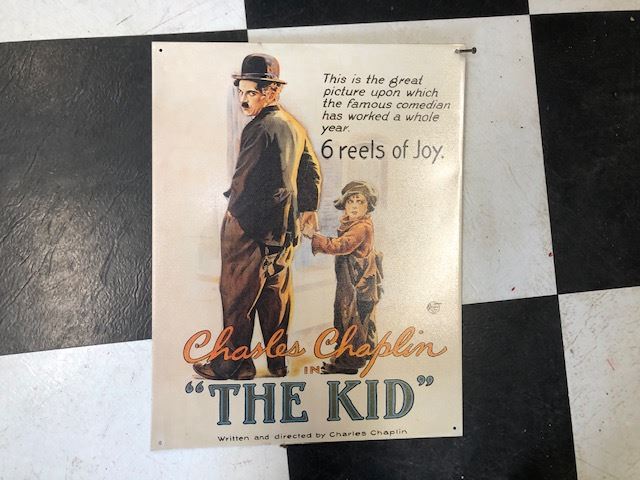 This is the great
picture upon which
the famous comedian
has worked a whole
year.
6 reels of Joy.
Charles Chaplin
IN
"THE KID"
Written and directed by Charles Chaplin